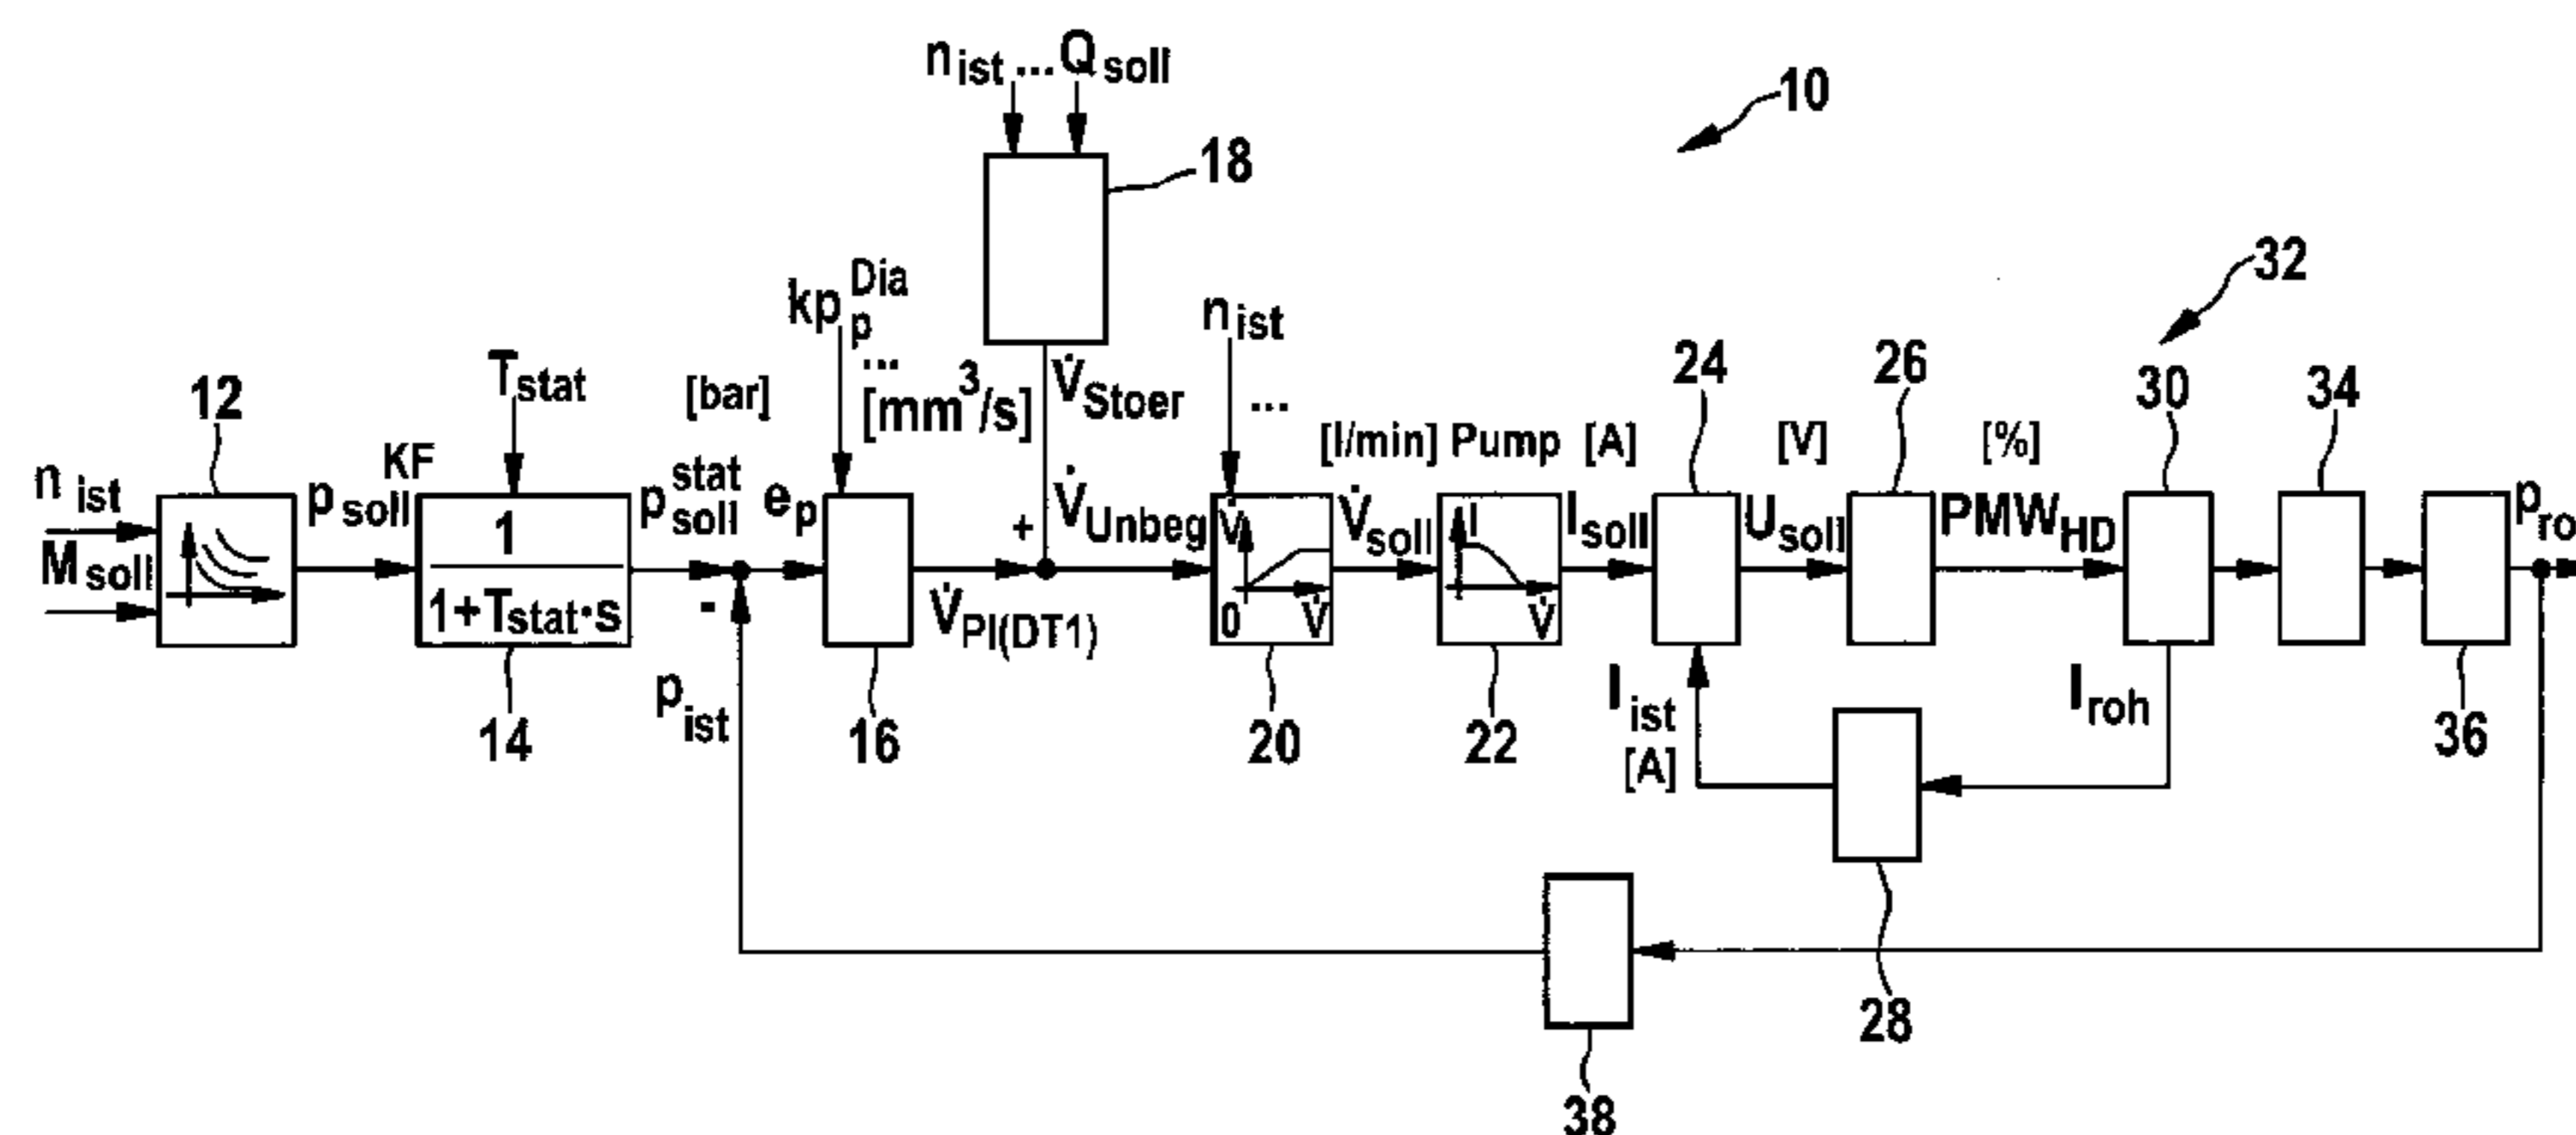 n ist ... Q soll
10
18
32
kp p Dia
...
n ist
...
T stat
[bar]
[mm³/s]
V̇ Stoer
24
26
30
34
12
[l/min] Pump [A]
[V]
[%]
n ist
M soll
p soll KF
1
1+Tstat·s
p soll stat
e p
+
V̇ Unbeg
V̇
0
V̇
V̇ soll
I
V̇
I soll
U soll
PMW HD
-
V̇ PI(DT1)
p ist
14
16
20
22
I ist
[A]
I roh
36
28
38